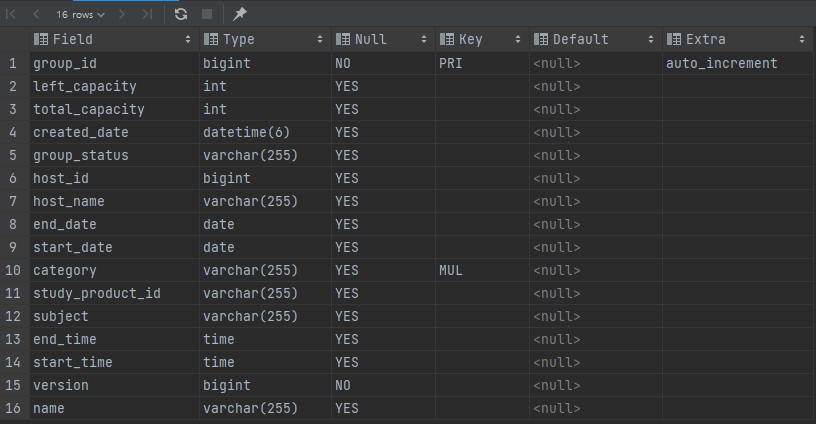 16 rows
Field Type Null Key Default Extra
1 group_id bigint NO PRI <null> auto_increment
2 left_capacity int YES <null>
3 total_capacity int YES <null>
4 created_date datetime(6) YES <null>
5 group_status varchar(255) YES <null>
6 host_id bigint YES <null>
7 host_name varchar(255) YES <null>
8 end_date date YES <null>
9 start_date date YES <null>
10 category varchar(255) YES MUL <null>
11 study_product_id varchar(255) YES <null>
12 subject varchar(255) YES <null>
13 end_time time YES <null>
14 start_time time YES <null>
15 version bigint NO <null>
16 name varchar(255) YES <null>